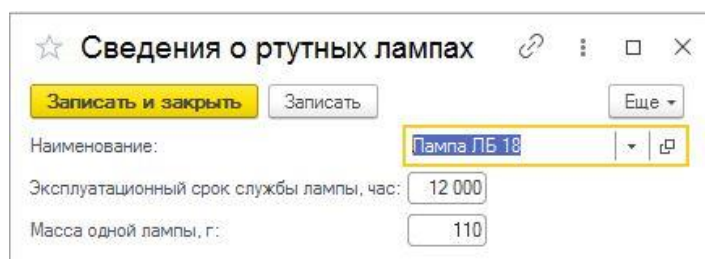 Сведения о ртутных лампах
Записать и закрыть Записать Еще
Наименование: Лампа ЛБ 18
Эксплуатационный срок службы лампы, час: 12 000
Масса одной лампы, г: 110